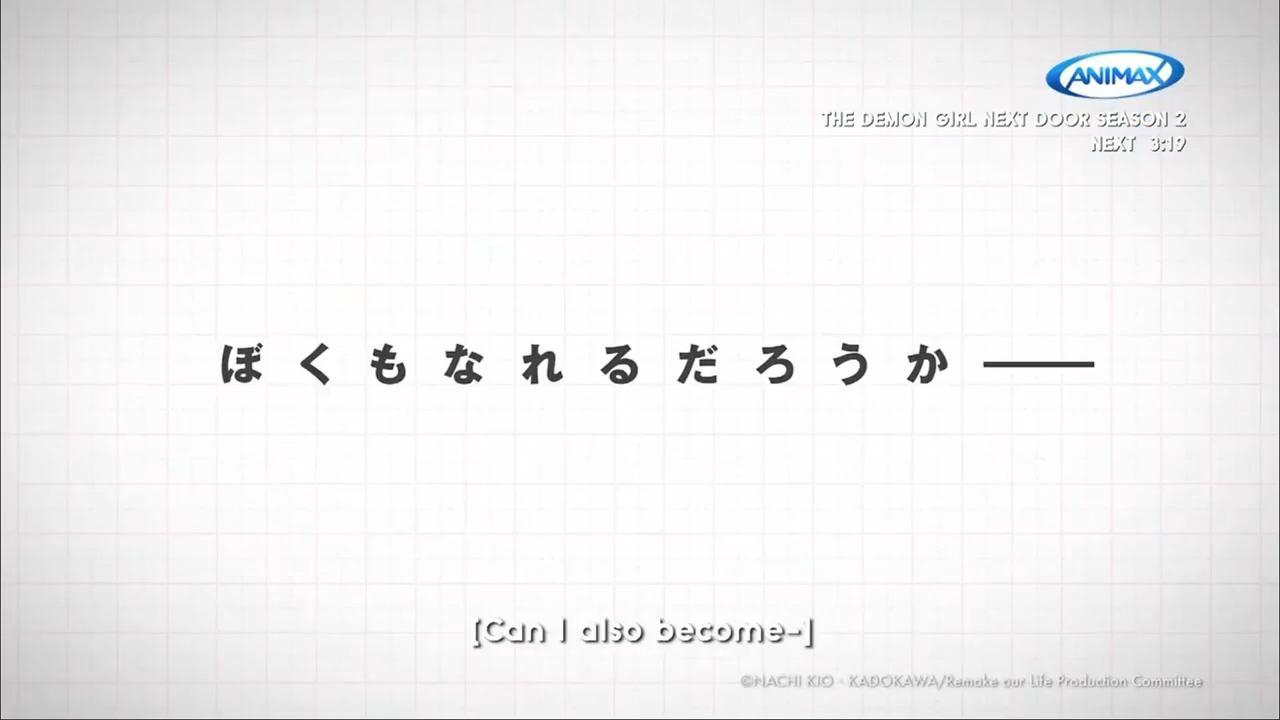 ANIMAX
THE DEMON GIRL NEXT DOOR SEASON 2
NEXT 3:19
ぼくもなれるだろうか――
[Can I also become-]
©NACHI KIO・KADOKAWA/Remake our Life Production Committee